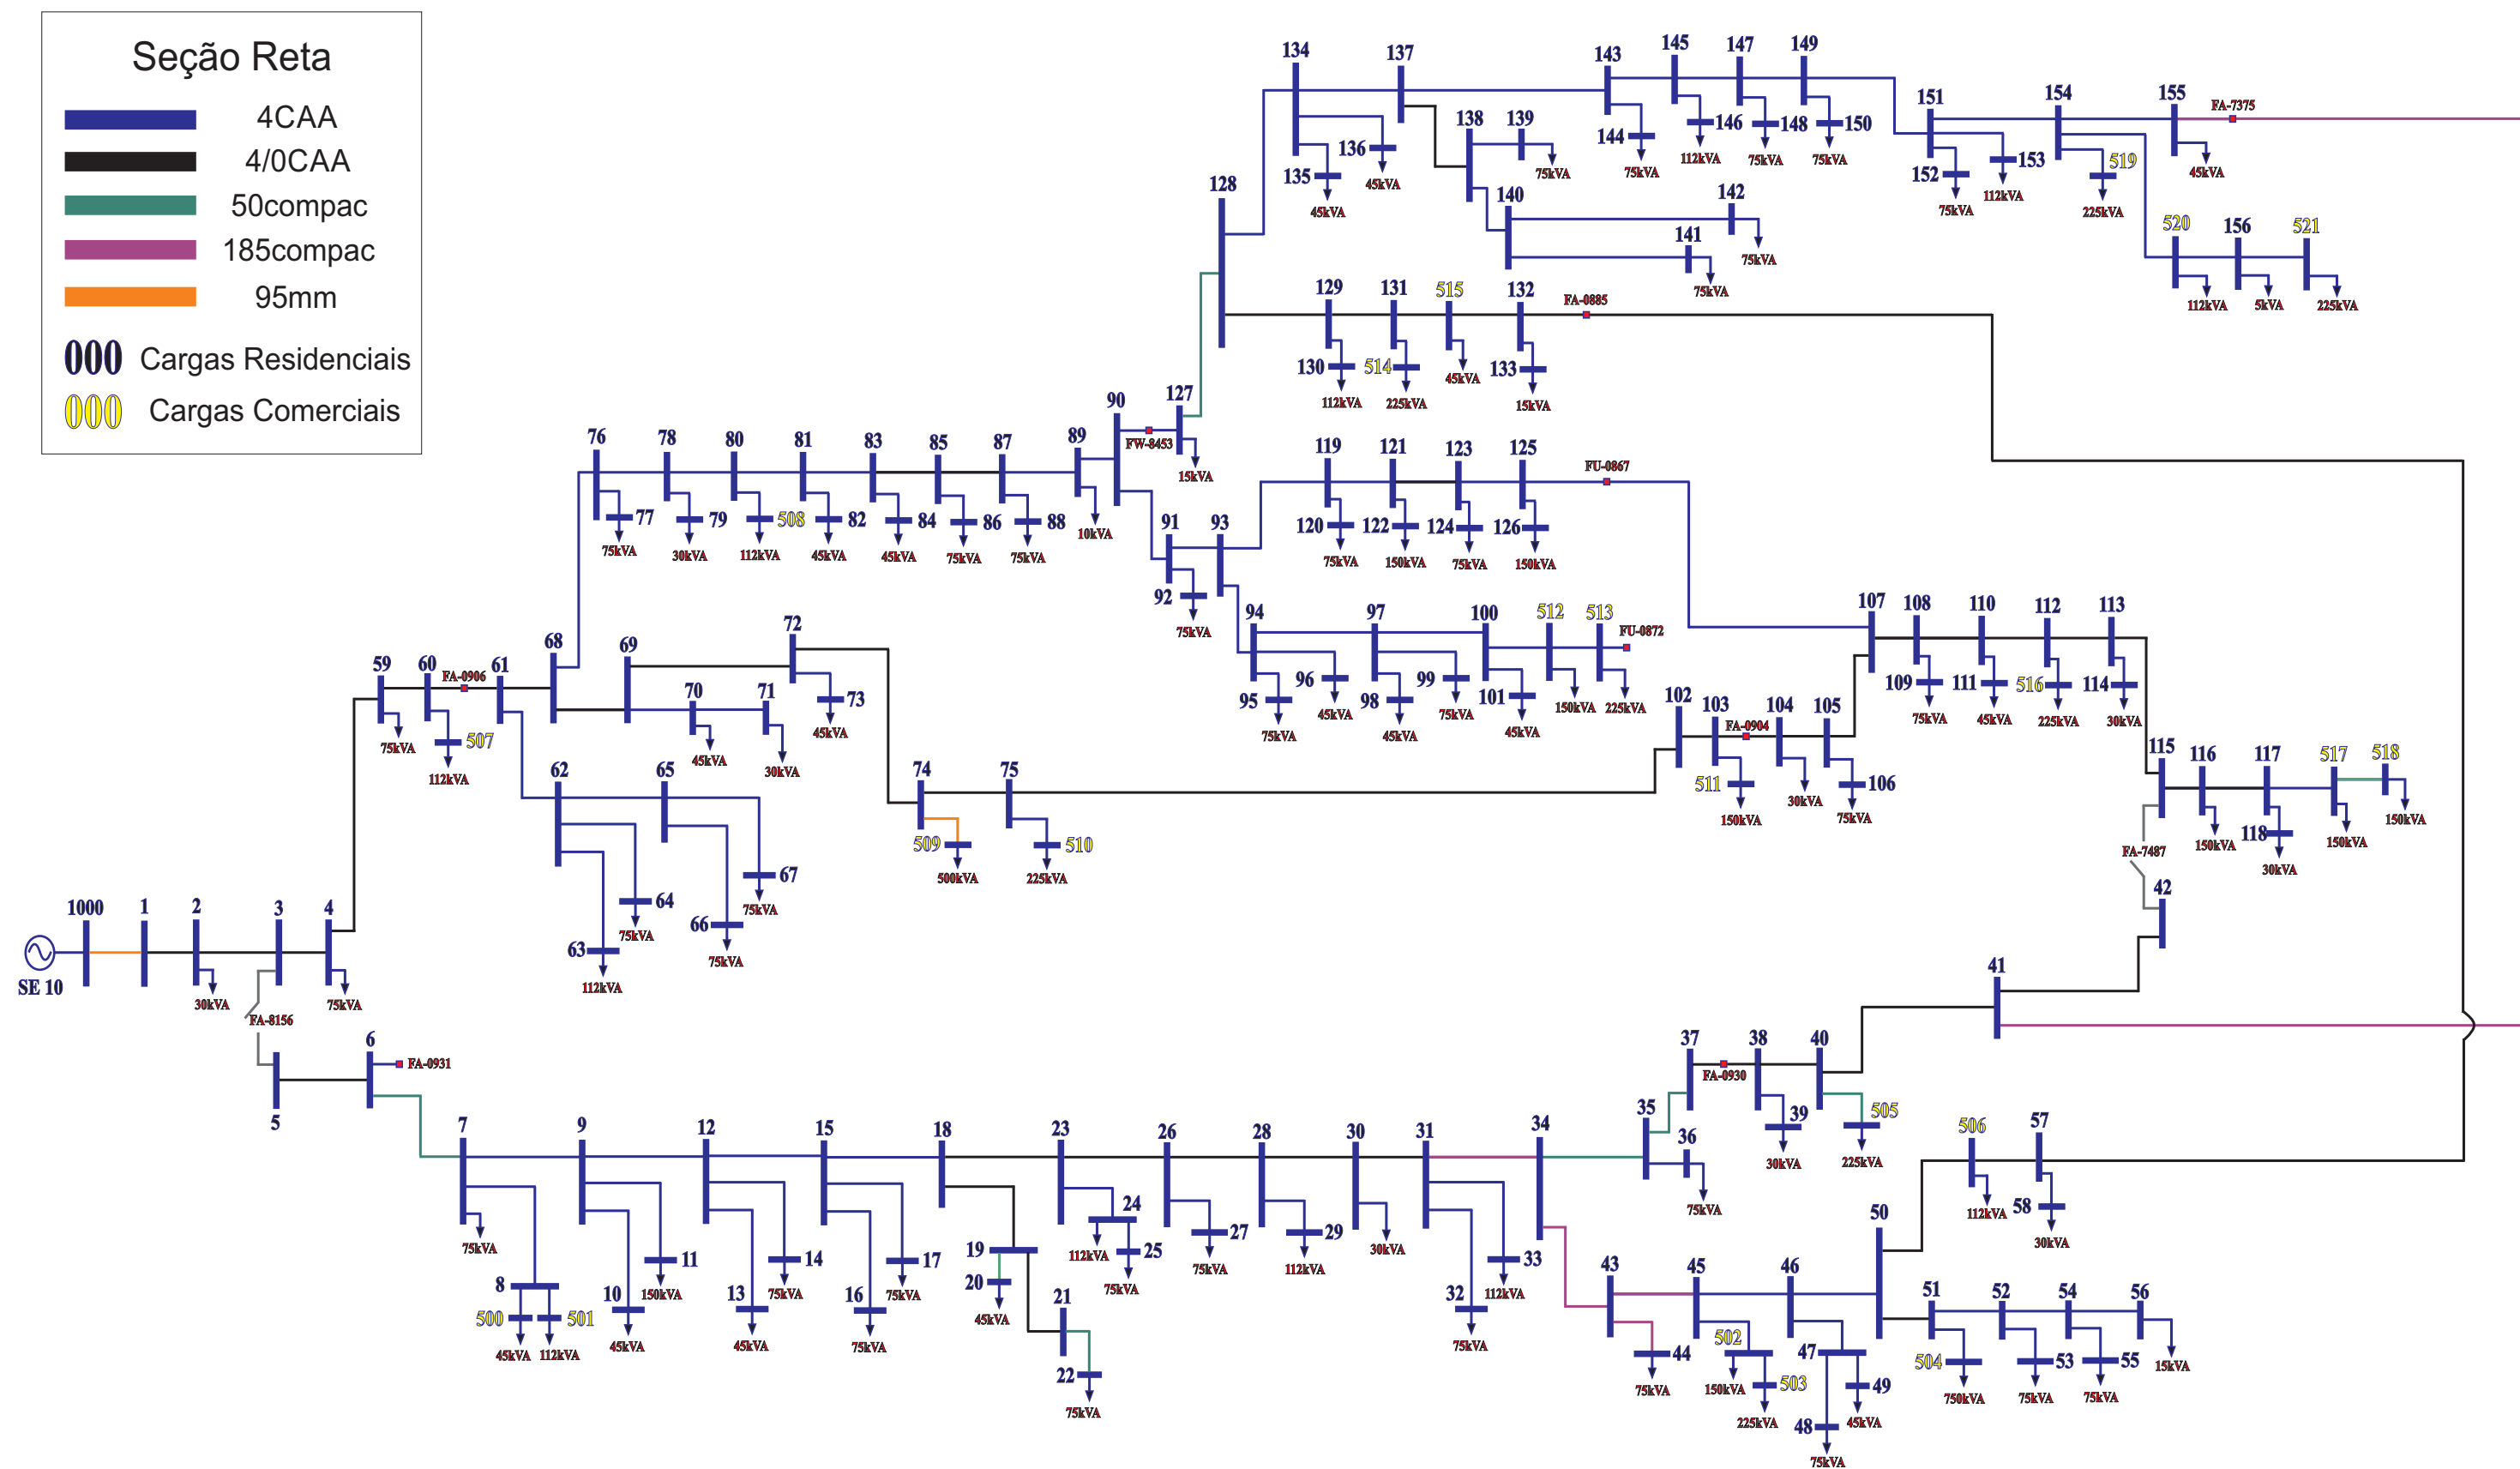 Seção Reta
4CAA
4/0CAA
50compac
185compac
95mm
000 Cargas Residenciais
000 Cargas Comerciais
134 137 143 145 147 149
144 146 148 150
75kVA 112kVA 75kVA 75kVA
151 154 155 FA-7375
152 153 519
75kVA 112kVA 225kVA 45kVA
135 136 138 139
45kVA 45kVA 75kVA
140 142 141
75kVA 75kVA
520 156 521
112kVA 5kVA 225kVA
128
129 131 515 132 FA-0885
130 514 133
112kVA 225kVA 45kVA 15kVA
76 78 80 81 83 85 87 89 90 127
FW-8453
77 79 508 82 84 86 88
75kVA 30kVA 112kVA 45kVA 45kVA 75kVA 75kVA 10kVA 15kVA
119 121 123 125 FU-0867
120 122 124 126
75kVA 150kVA 75kVA 150kVA
91 93
92
75kVA
94 97 100 512 513 FU-0872
95 96 98 99 101
75kVA 45kVA 45kVA 75kVA 45kVA 150kVA 225kVA
107 108 110 112 113
109 111 516 114
75kVA 45kVA 225kVA 30kVA
59 60 FA-0906 61 68 69 72
70 71 73
75kVA 507 45kVA 30kVA 45kVA
112kVA
102 103 FA-0904 104 105
511 106
150kVA 30kVA 75kVA
115 116 117 517 518
118
150kVA 30kVA 150kVA 150kVA
FA-7487
42
62 65
63 64 66 67
112kVA 75kVA 75kVA 75kVA
74 75
509 510
500kVA 225kVA
1000 1 2 3 4
SE 10
30kVA 75kVA
FA-8156
5 6 FA-0931
41
37 38 40
FA-0930
39 505
30kVA 225kVA
35 36
75kVA
7 9 12 15 18 23 26 28 30 31 34
75kVA
8 10 11 13 14 16 17
500 501
45kVA 112kVA 45kVA 150kVA 45kVA 75kVA 75kVA 75kVA
19 20 21 22
45kVA 75kVA
24 25 27 29
112kVA 75kVA 75kVA 112kVA 30kVA
32 33
75kVA 112kVA
506 57
58
112kVA 30kVA
43 45 46 50
44 502 503 47 48 49
75kVA 150kVA 225kVA 75kVA 45kVA
51 52 54 56
504 53 55
750kVA 75kVA 75kVA 15kVA